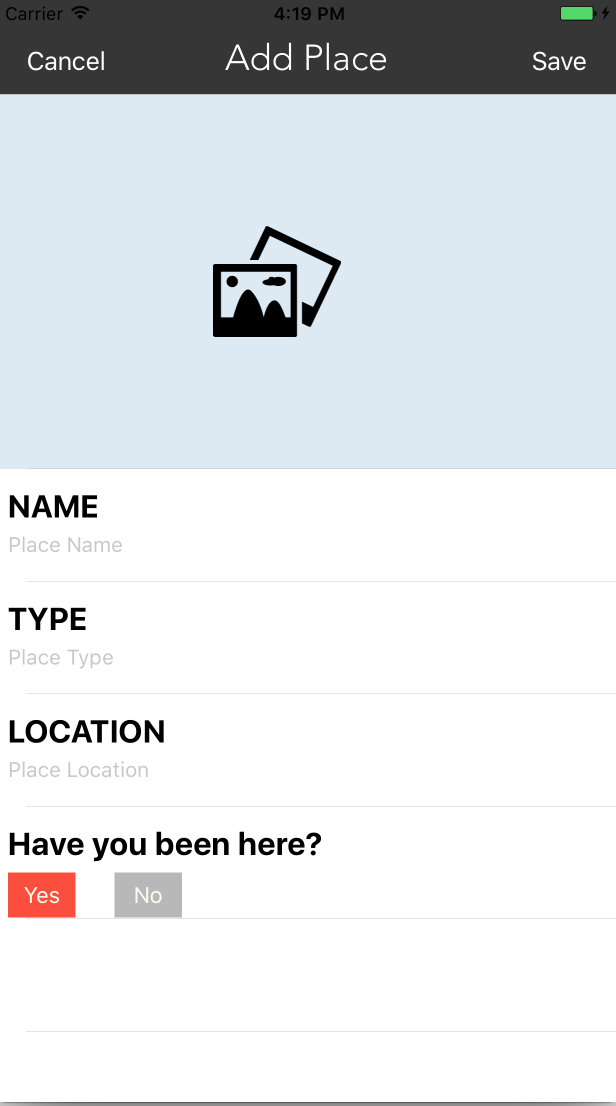 Carrier 4:19 PM
Cancel Add Place Save
NAME
Place Name
TYPE
Place Type
LOCATION
Place Location
Have you been here?
Yes No